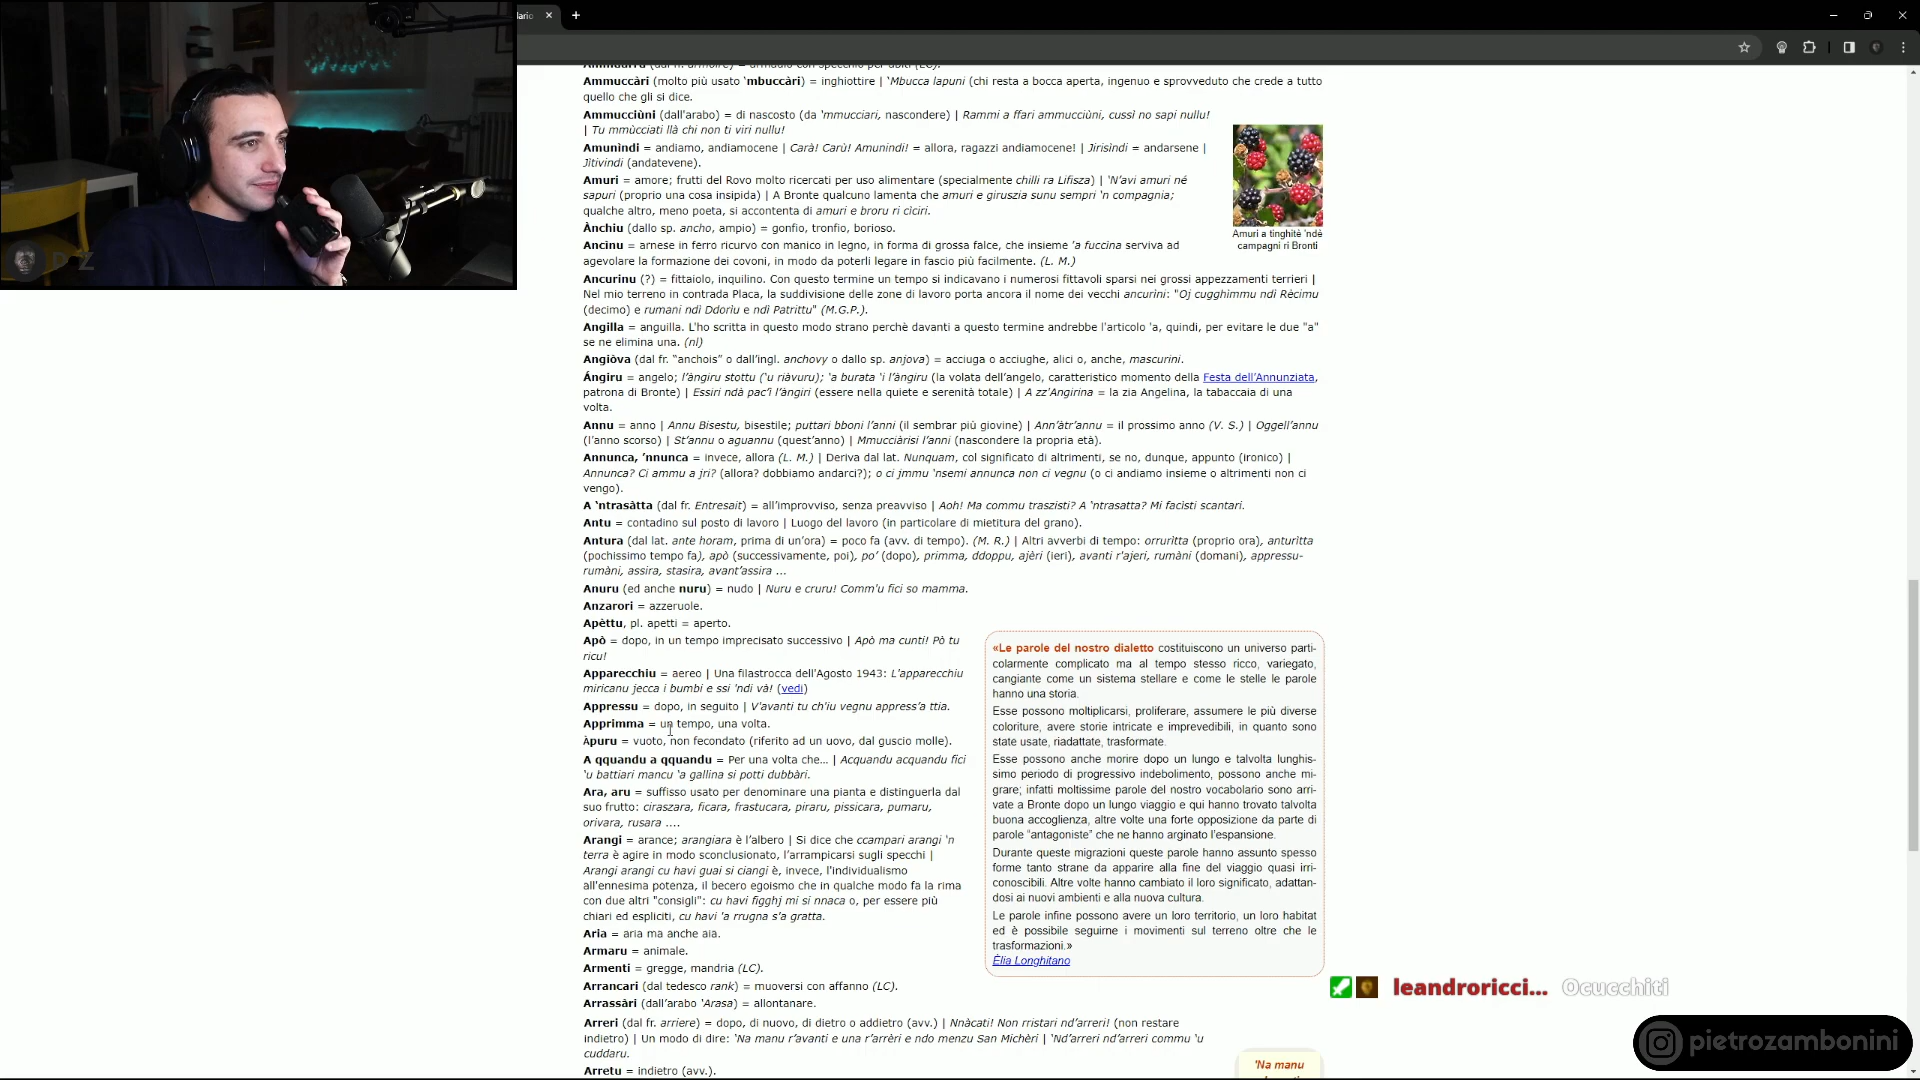 lario
P Z
Ammuarra (dal fr. armoire) = armadio con specchio per abiti (LC).
Ammuccàri (molto più usato ‘mbuccàri) = inghiottire | ‘Mbucca lapuni (chi resta a bocca aperta, ingenuo e sprovveduto che crede a tutto
quello che gli si dice.
Ammucciùni (dall'arabo) = di nascosto (da ‘mmucciari, nascondere) | Rammi a ffari ammucciùni, cussì no sapi nullu!
| Tu mmùcciati llà chi non ti viri nullu!
Amunìndi = andiamo, andiamocene | Carà! Carù! Amunìndi! = allora, ragazzi andiamocene! | Jirisìndi = andarsene |
Jìtivindi (andatevene).
Amuri = amore; frutti del Rovo molto ricercati per uso alimentare (specialmente chilli ra Lifisza) | ‘N’avi amuri né
sapuri (proprio una cosa insipida) | A Bronte qualcuno lamenta che amuri e giruszia sunu sempri ‘n compagnia;
qualche altro, meno poeta, si accontenta di amuri e broru ri cìciri.
Ànchiu (dallo sp. ancho, ampio) = gonfio, tronfio, borioso.
Ancinu = arnese in ferro ricurvo con manico in legno, in forma di grossa falce, che insieme ’a fuccina serviva ad
agevolare la formazione dei covoni, in modo da poterli legare in fascio più facilmente. (L. M.)
Amuri a tinghitè 'ndè
campagni ri Bronti
Ancurinu (?) = fittaiolo, inquilino. Con questo termine un tempo si indicavano i numerosi fittavoli sparsi nei grossi appezzamenti terrieri |
Nel mio terreno in contrada Placa, la suddivisione delle zone di lavoro porta ancora il nome dei vecchi ancurìni: "Oj cugghìmmu ndi Rècimu
(decimo) e rumani ndi Ddorìu e ndi Patrittu" (M.G.P.).
Angilla = anguilla. L'ho scritta in questo modo strano perchè davanti a questo termine andrebbe l'articolo 'a, quindi, per evitare le due "a"
se ne elimina una. (nl)
Angiòva (dal fr. “anchois” o dall’ingl. anchovy o dallo sp. anjova) = acciuga o acciughe, alici o, anche, mascurini.
Ángiru = angelo; l’àngiru stottu (‘u riàvuru); ‘a burata ‘i l’àngiru (la volata dell’angelo, caratteristico momento della Festa dell’Annunziata,
patrona di Bronte) | Essiri ndà pac’i l’àngiri (essere nella quiete e serenità totale) | A zz'Angirina = la zia Angelina, la tabaccaia di una
volta.
Annu = anno | Annu Bisestu, bisestile; puttari bboni l’anni (il sembrar più giovine) | Ann’àtr’annu = il prossimo anno (V. S.) | Oggell’annu
(l’anno scorso) | St’annu o aguannu (quest’anno) | Mmucciàrisi l’anni (nascondere la propria età).
Annunca, ’nnunca = invece, allora (L. M.) | Deriva dal lat. Nunquam, col significato di altrimenti, se no, dunque, appunto (ironico) |
Annunca? Ci ammu a jri? (allora? dobbiamo andarci?); o ci jmmu ‘nsemi annunca non ci vegnu (o ci andiamo insieme o altrimenti non ci
vengo).
A ‘ntrasàtta (dal fr. Entresait) = all’improvviso, senza preavviso | Aoh! Ma commu traszisti? A ‘ntrasatta? Mi facìsti scantari.
Antu = contadino sul posto di lavoro | Luogo del lavoro (in particolare di mietitura del grano).
Antura (dal lat. ante horam, prima di un’ora) = poco fa (avv. di tempo). (M. R.) | Altri avverbi di tempo: orrurìtta (proprio ora), anturìtta
(pochissimo tempo fa), apò (successivamente, poi), po’ (dopo), primma, ddoppu, ajèri (ieri), avanti r'ajeri, rumàni (domani), appressu-
rumàni, assira, stasìra, avant’assira ...
Anuru (ed anche nuru) = nudo | Nuru e cruru! Comm'u fici so mamma.
Anzarori = azzeruole.
Apèttu, pl. apetti = aperto.
Apò = dopo, in un tempo imprecisato successivo | Apò ma cunti! Pò tu
ricu!
Apparecchiu = aereo | Una filastrocca dell'Agosto 1943: L'apparecchiu
miricanu jecca i bumbi e ssi 'ndi và! (vedi)
Appressu = dopo, in seguito | V’avanti tu ch’iu vegnu appress’a ttia.
Apprimma = un tempo, una volta.
Àpuru = vuoto, non fecondato (riferito ad un uovo, dal guscio molle).
A qquandu a qquandu = Per una volta che… | Acquandu acquandu fìci
‘u battiari mancu ‘a gallina si potti dubbàri.
Ara, aru = suffisso usato per denominare una pianta e distinguerla dal
suo frutto: ciraszara, ficara, frastucara, piraru, pissicara, pumaru,
orivara, rusara ….
Arangi = arance; arangiara è l’albero | Si dice che ccampari arangi ‘n
terra è agire in modo sconclusionato, l’arrampicarsi sugli specchi |
Arangi arangi cu havi guai si ciangi è, invece, l'individualismo
all'ennesima potenza, il becero egoismo che in qualche modo fa la rima
con due altri "consigli": cu havi figghj mi si nnaca o, per essere più
chiari ed espliciti, cu havi 'a rrugna s'a gratta.
Aria = aria ma anche aia.
Armaru = animale.
Armenti = gregge, mandria (LC).
Arrancari (dal tedesco rank) = muoversi con affanno (LC).
Arrassàri (dall’arabo ‘Arasa) = allontanare.
Arreri (dal fr. arriere) = dopo, di nuovo, di dietro o addietro (avv.) | Nnàcati! Non rristari nd’arreri! (non restare
indietro) | Un modo di dire: ‘Na manu r’avanti e una r’arrèri e ndo menzu San Michèri | ‘Nd’arreri nd’arreri commu ‘u
cuddaru.
Arretu = indietro (avv.).
«Le parole del nostro dialetto costituiscono un universo parti-
colarmente complicato ma al tempo stesso ricco, variegato,
cangiante come un sistema stellare e come le stelle le parole
hanno una storia.
Esse possono moltiplicarsi, proliferare, assumere le più diverse
coloriture, avere storie intricate e imprevedibili, in quanto sono
state usate, riadattate, trasformate.
Esse possono anche morire dopo un lungo e talvolta lunghis-
simo periodo di progressivo indebolimento, possono anche mi-
grare; infatti moltissime parole del nostro vocabolario sono arri-
vate a Bronte dopo un lungo viaggio e qui hanno trovato talvolta
buona accoglienza, altre volte una forte opposizione da parte di
parole “antagoniste” che ne hanno arginato l’espansione.
Durante queste migrazioni queste parole hanno assunto spesso
forme tanto strane da apparire alla fine del viaggio quasi irri-
conoscibili. Altre volte hanno cambiato il loro significato, adattan-
dosi ai nuovi ambienti e alla nuova cultura.
Le parole infine possono avere un loro territorio, un loro habitat
ed è possibile seguirne i movimenti sul terreno oltre che le
trasformazioni.»
Élia Longhitano
leandroricci... Ocucchiti
pietrozambonini
'Na manu